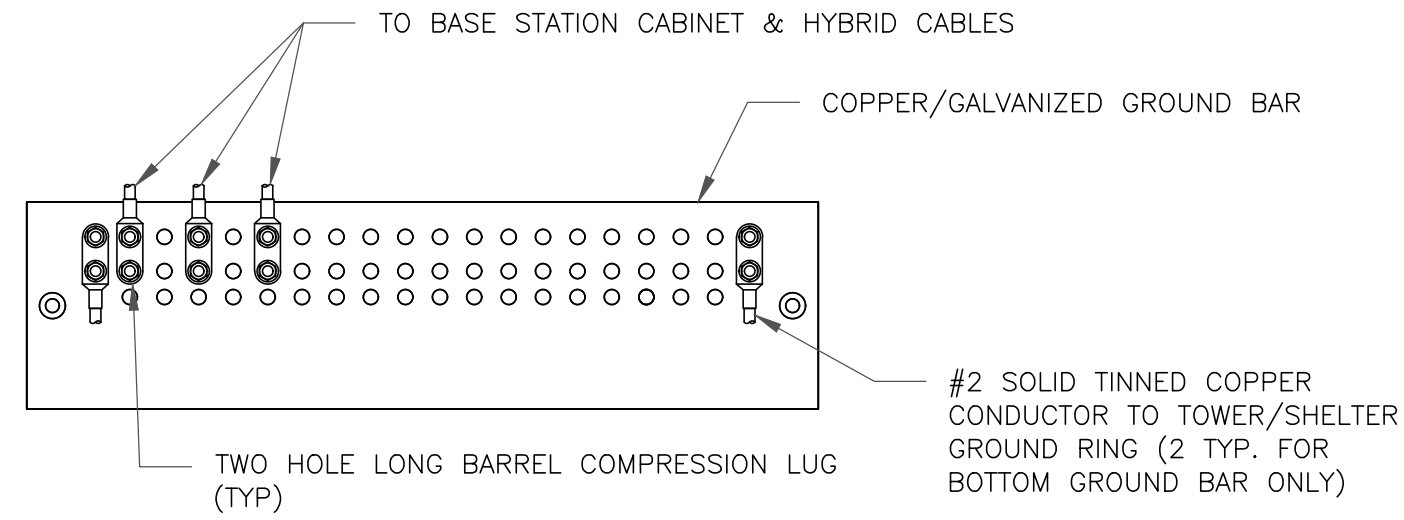 TO BASE STATION CABINET & HYBRID CABLES
COPPER/GALVANIZED GROUND BAR
#2 SOLID TINNED COPPER
CONDUCTOR TO TOWER/SHELTER
GROUND RING (2 TYP. FOR
BOTTOM GROUND BAR ONLY)
TWO HOLE LONG BARREL COMPRESSION LUG
(TYP)